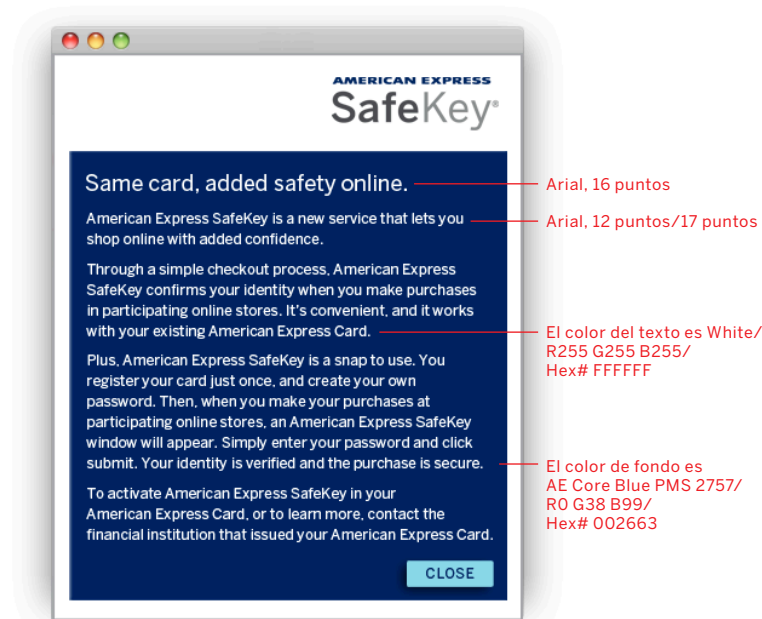 AMERICAN EXPRESS
SafeKey®
Same card, added safety online.
American Express SafeKey is a new service that lets you
shop online with added confidence.
Through a simple checkout process, American Express
SafeKey confirms your identity when you make purchases
in participating online stores. It's convenient, and it works
with your existing American Express Card.
Plus, American Express SafeKey is a snap to use. You
register your card just once, and create your own
password. Then, when you make your purchases at
participating online stores, an American Express SafeKey
window will appear. Simply enter your password and click
submit. Your identity is verified and the purchase is secure.
To activate American Express SafeKey in your
American Express Card, or to learn more, contact the
financial institution that issued your American Express Card.
CLOSE
Arial, 16 puntos
Arial, 12 puntos/17 puntos
El color del texto es White/
R255 G255 B255/
Hex# FFFFFF
El color de fondo es
AE Core Blue PMS 2757/
R0 G38 B99/
Hex# 002663